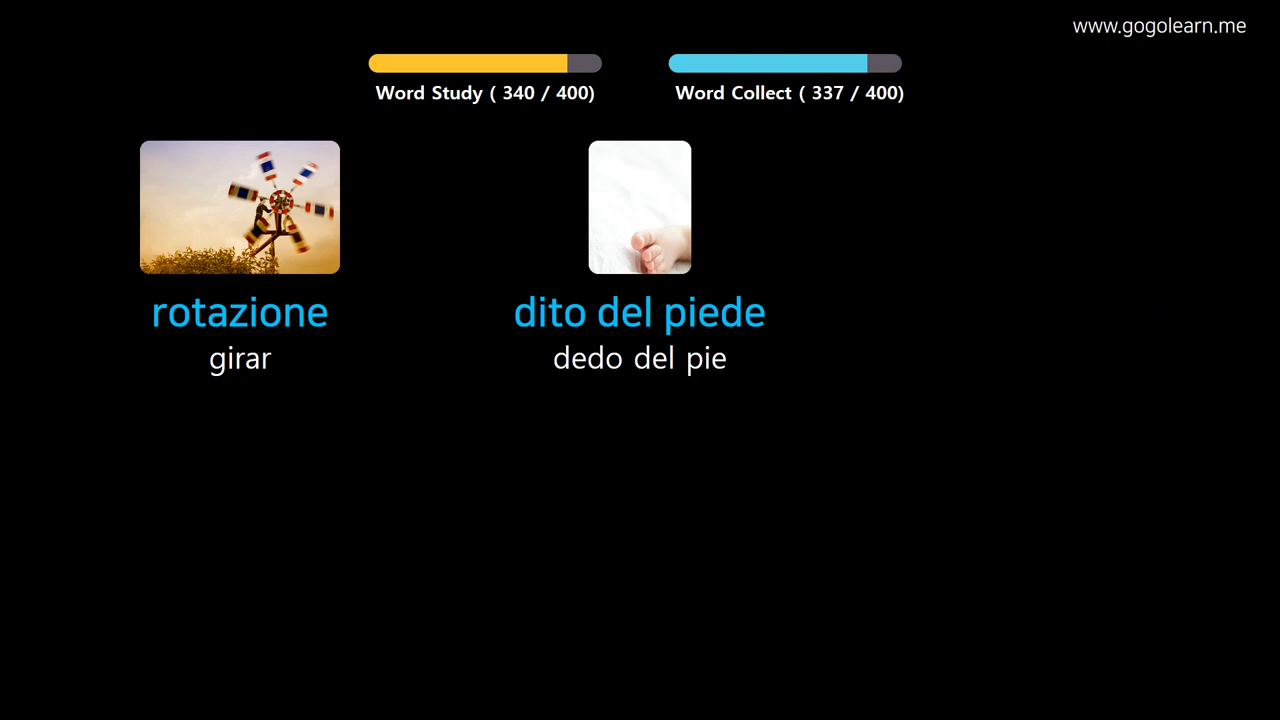 www.gogolearn.me
Word Study ( 340 / 400)
Word Collect ( 337 / 400)
rotazione
girar
dito del piede
dedo del pie